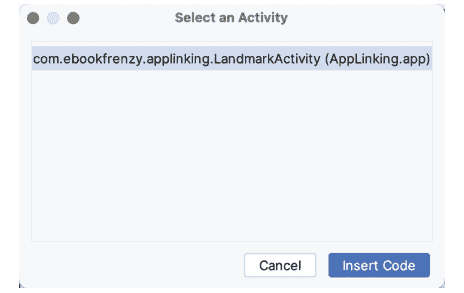 Select an Activity
com.ebookfrenzy.applinking.LandmarkActivity (AppLinking.app)
Cancel
Insert Code